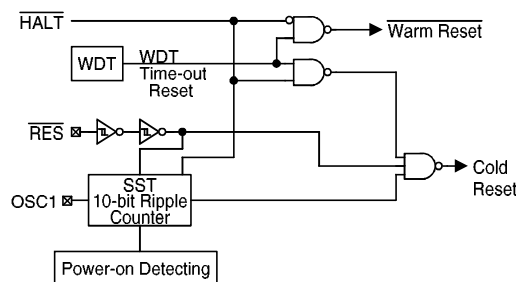 HALT
Warm Reset
WDT
WDT
Time-out
Reset
RES
Cold
Reset
OSC1
SST
10-bit Ripple
Counter
Power-on Detecting